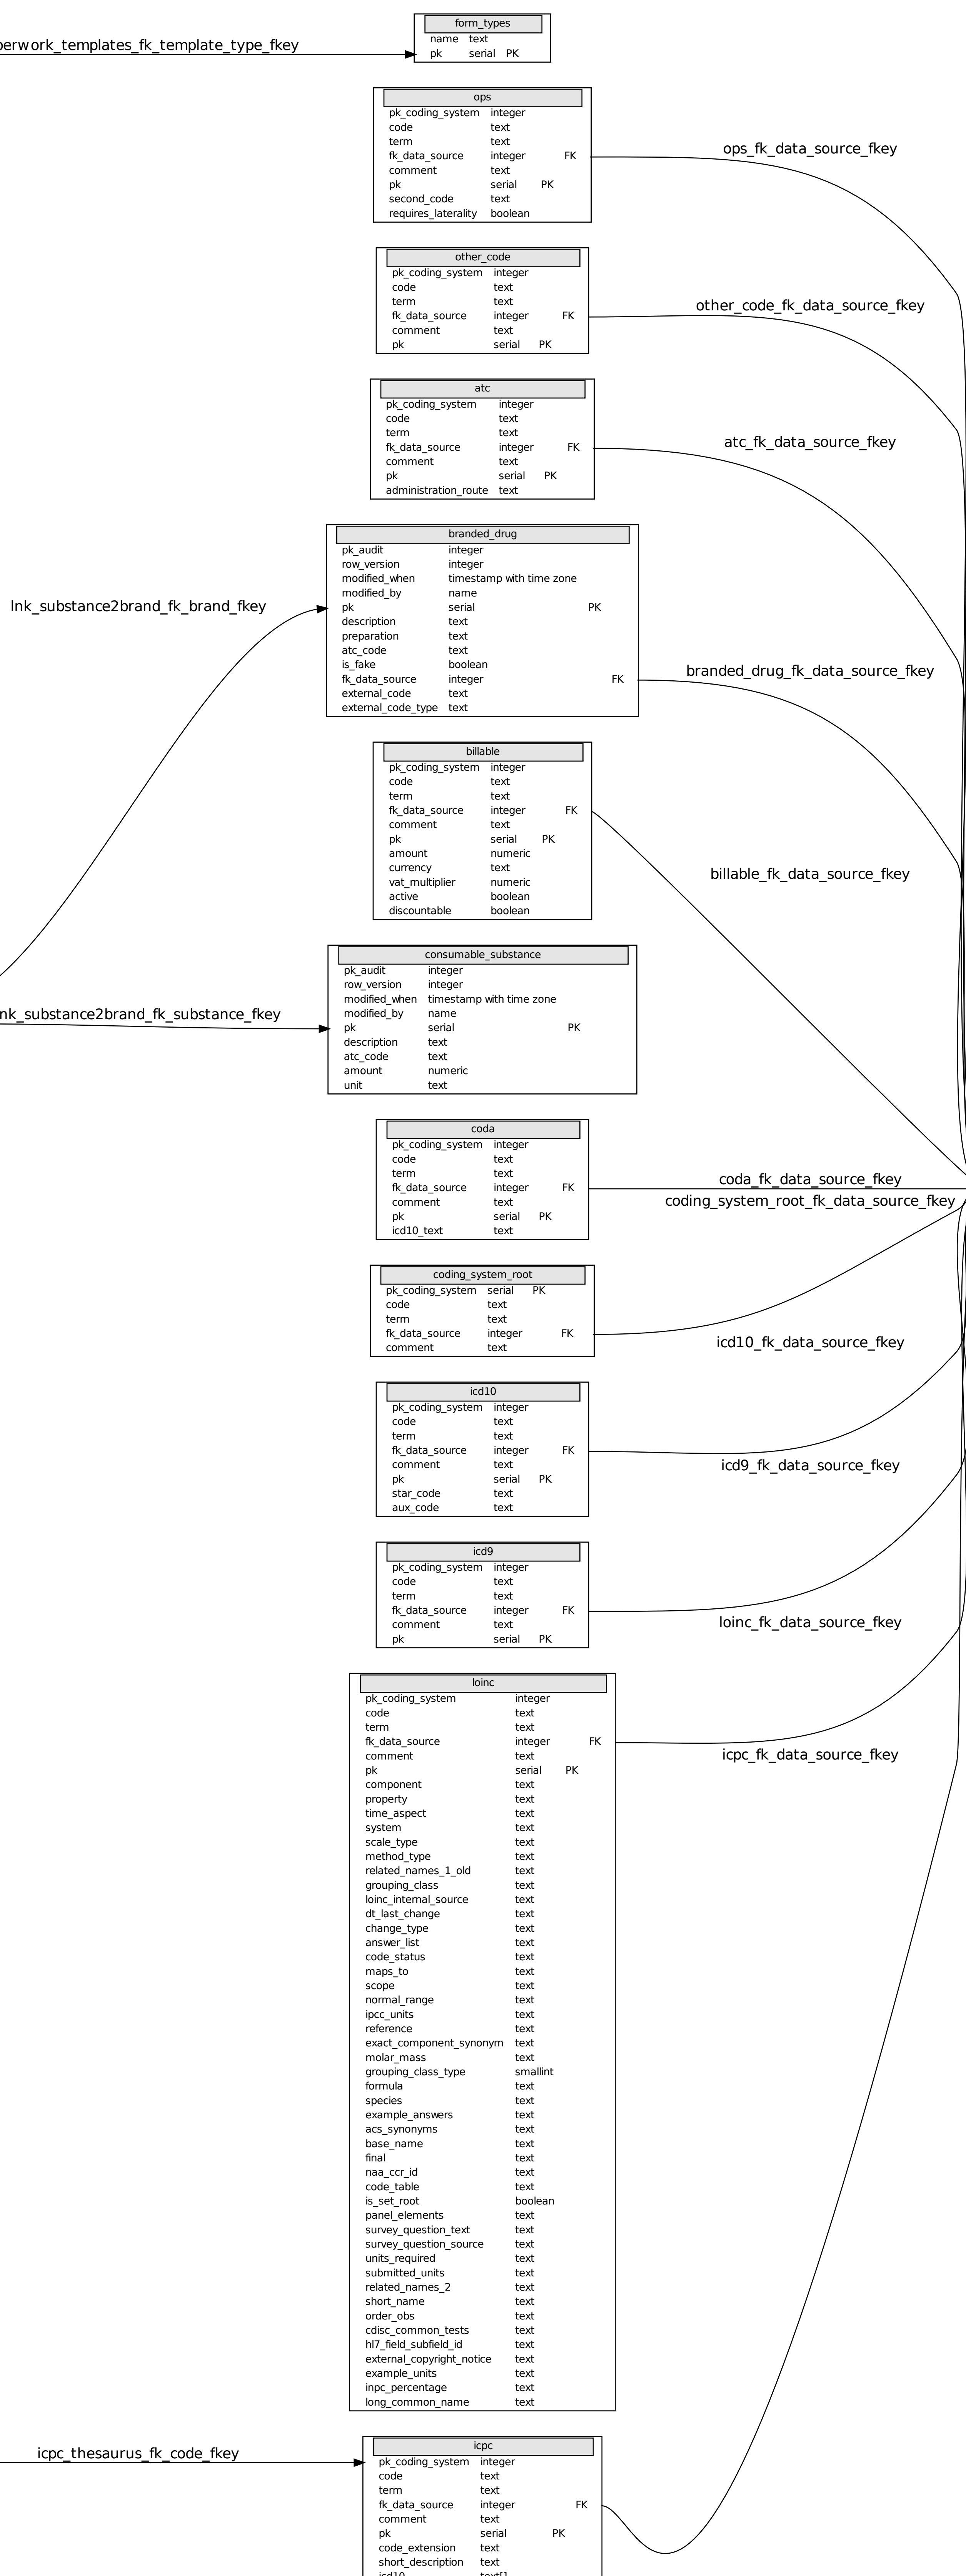 form_types
name text
pk serial PK
perwork_templates_fk_template_type_fkey
ops
pk_coding_system integer
code text
term text
fk_data_source integer FK
comment text
pk serial PK
second_code text
requires_laterality boolean
ops_fk_data_source_fkey
other_code
pk_coding_system integer
code text
term text
fk_data_source integer FK
comment text
pk serial PK
other_code_fk_data_source_fkey
atc
pk_coding_system integer
code text
term text
fk_data_source integer FK
comment text
pk serial PK
administration_route text
atc_fk_data_source_fkey
branded_drug
pk_audit integer
row_version integer
modified_when timestamp with time zone
modified_by name
pk serial PK
description text
preparation text
atc_code text
is_fake boolean
fk_data_source integer FK
external_code text
external_code_type text
lnk_substance2brand_fk_brand_fkey
branded_drug_fk_data_source_fkey
billable
pk_coding_system integer
code text
term text
fk_data_source integer FK
comment text
pk serial PK
amount numeric
currency text
vat_multiplier numeric
active boolean
discountable boolean
billable_fk_data_source_fkey
consumable_substance
pk_audit integer
row_version integer
modified_when timestamp with time zone
modified_by name
pk serial PK
description text
atc_code text
amount numeric
unit text
nk_substance2brand_fk_substance_fkey
coda
pk_coding_system integer
code text
term text
fk_data_source integer FK
comment text
pk serial PK
icd10_text text
coda_fk_data_source_fkey
coding_system_root_fk_data_source_fkey
coding_system_root
pk_coding_system serial PK
code text
term text
fk_data_source integer FK
comment text
icd10_fk_data_source_fkey
icd10
pk_coding_system integer
code text
term text
fk_data_source integer FK
comment text
pk serial PK
star_code text
aux_code text
icd9_fk_data_source_fkey
icd9
pk_coding_system integer
code text
term text
fk_data_source integer FK
comment text
pk serial PK
loinc_fk_data_source_fkey
loinc
pk_coding_system integer
code text
term text
fk_data_source integer FK
comment text
pk serial PK
component text
property text
time_aspect text
system text
scale_type text
method_type text
related_names_1_old text
grouping_class text
loinc_internal_source text
dt_last_change text
change_type text
answer_list text
code_status text
maps_to text
scope text
normal_range text
ipcc_units text
reference text
exact_component_synonym text
molar_mass text
grouping_class_type smallint
formula text
species text
example_answers text
acs_synonyms text
base_name text
final text
naa_ccr_id text
code_table text
is_set_root boolean
panel_elements text
survey_question_text text
survey_question_source text
units_required text
submitted_units text
related_names_2 text
short_name text
order_obs text
cdisc_common_tests text
hl7_field_subfield_id text
external_copyright_notice text
example_units text
inpc_percentage text
long_common_name text
icpc_fk_data_source_fkey
icpc_thesaurus_fk_code_fkey
icpc
pk_coding_system integer
code text
term text
fk_data_source integer FK
comment text
pk serial PK
code_extension text
short_description text